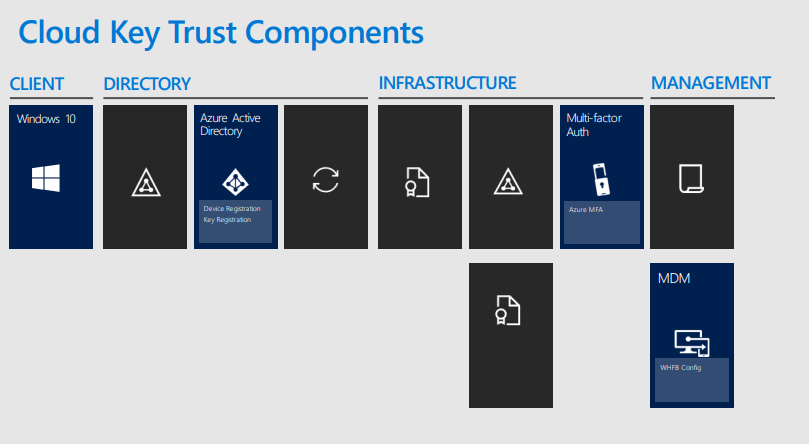 Cloud Key Trust Components
CLIENT
DIRECTORY
INFRASTRUCTURE
MANAGEMENT
Windows 10
Azure Active
Directory
Device Registration
Key Registration
Multi-factor
Auth
Azure MFA
MDM
WHFB Config